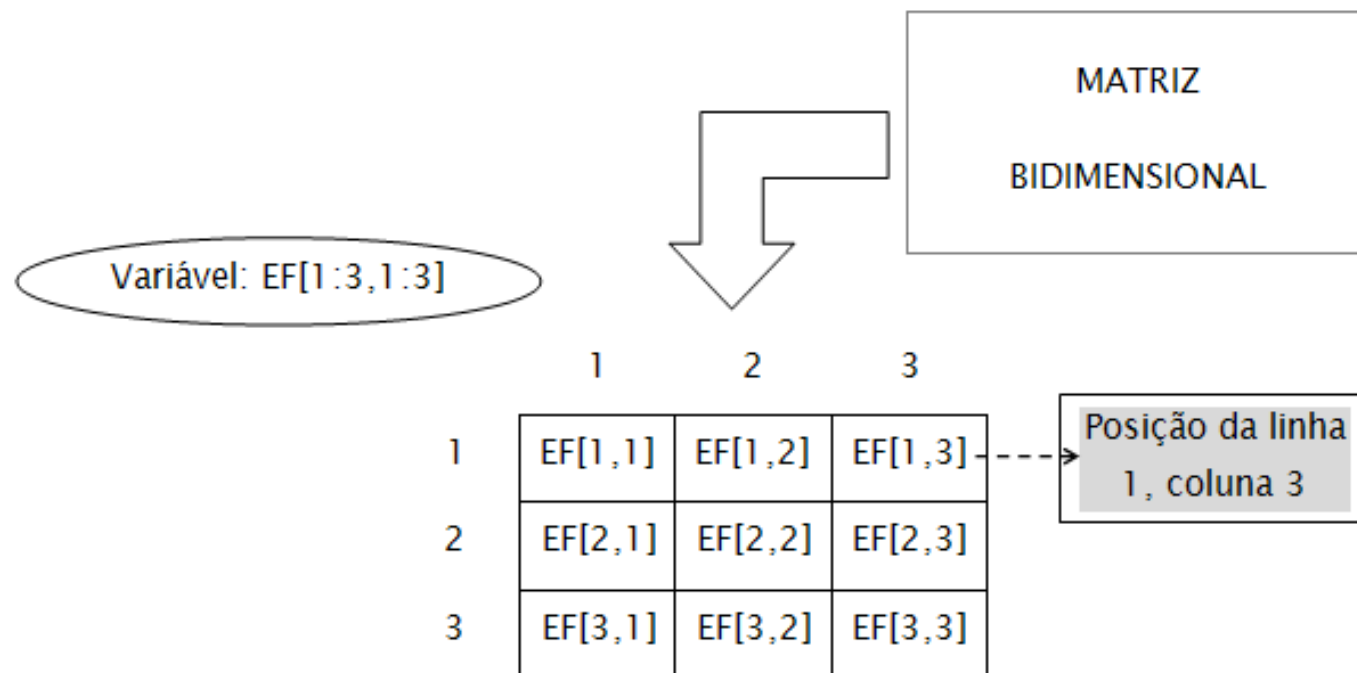 MATRIZ
BIDIMENSIONAL
Variável: EF[1:3,1:3]
1 2 3
1 EF[1,1] EF[1,2] EF[1,3]
Posição da linha
1, coluna 3
2 EF[2,1] EF[2,2] EF[2,3]
3 EF[3,1] EF[3,2] EF[3,3]